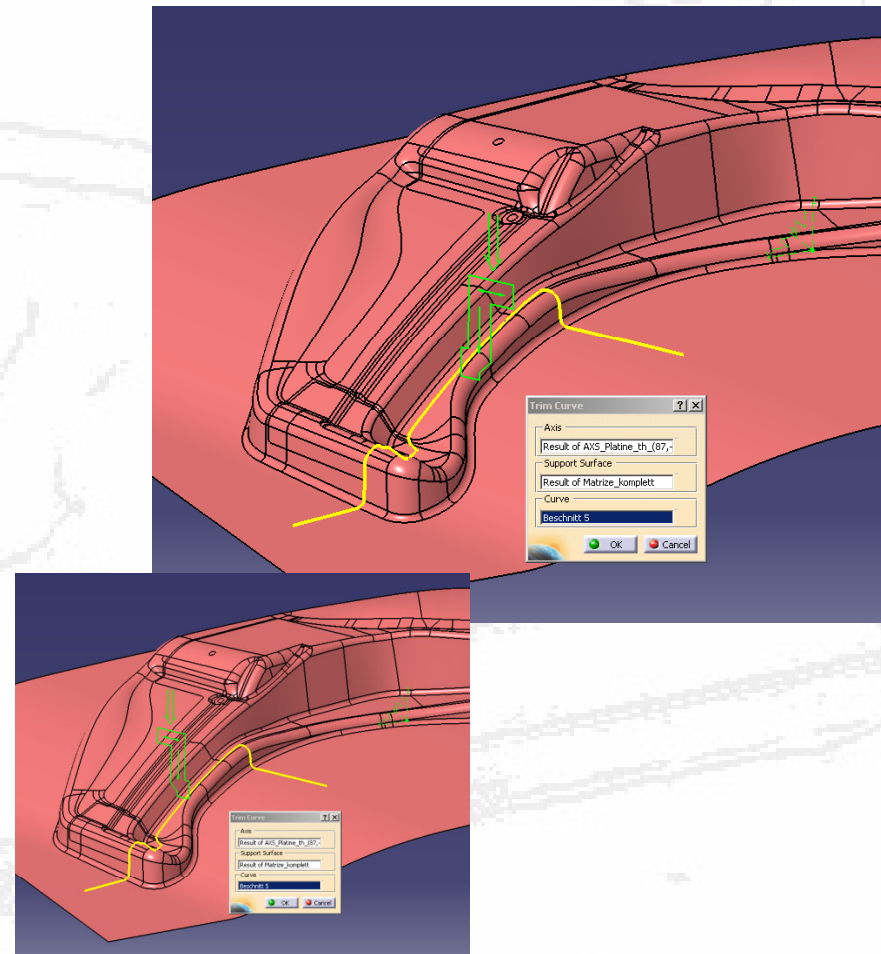 Trim Curve
Axis
Result of AXS_Platine_th_(87,-
Support Surface
Result of Matrize_komplett
Curve
Beschnitt 5
OK Cancel
Trim Curve
Axis
Result of AXS_Platine_th_(87,-
Support Surface
Result of Matrize_komplett
Curve
Beschnitt 5
OK Cancel